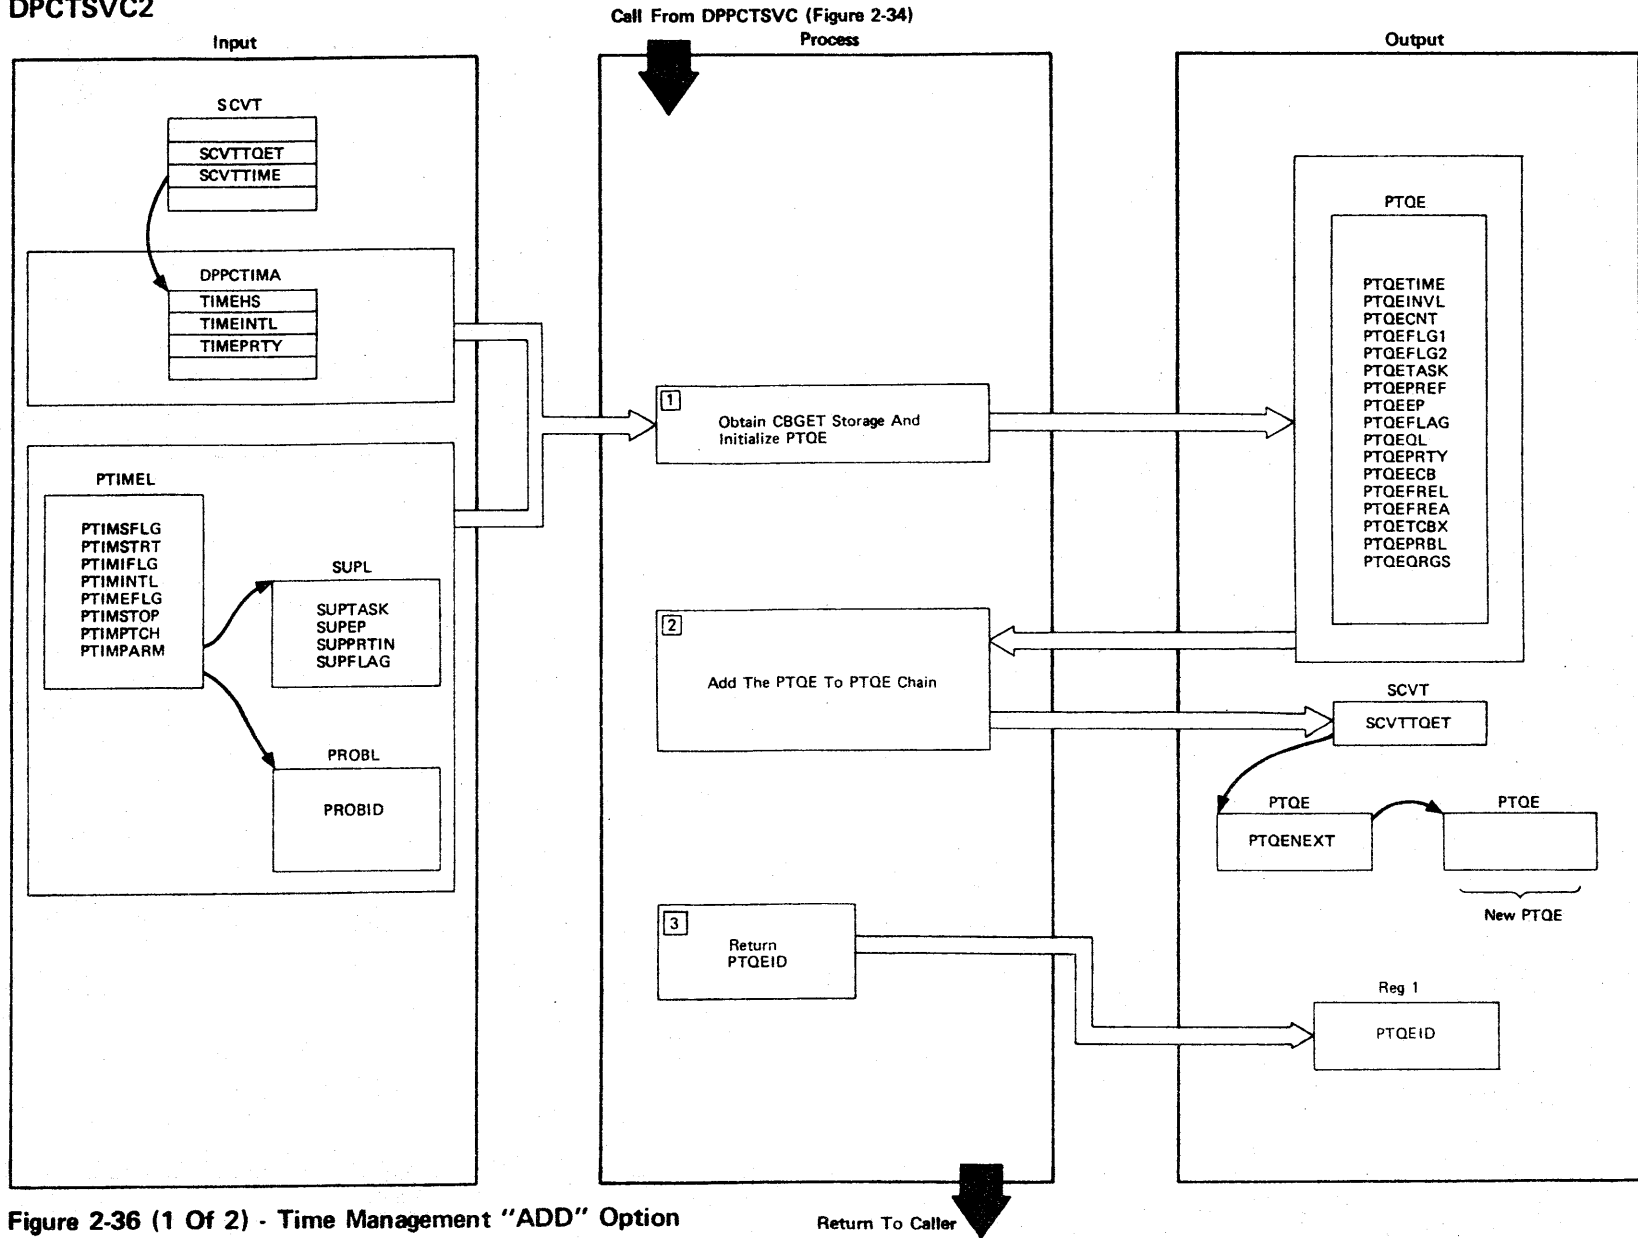 DPCTSVC2
Call From DPPCTSVC (Figure 2-34)
Input
Process
Output
SCVT
SCVTTQET
SCVTTIME
DPPCTIMA
TIMEHS
TIMEINTL
TIMEPRTY
PTIMEL
PTIMSFLG
PTIMSTRT
PTIMIFLG
PTIMINTL
PTIMEFLG
PTIMSTOP
PTIMPTCH
PTIMPARM
SUPL
SUPTASK
SUPEP
SUPPRTIN
SUPFLAG
PROBL
PROBID
1
Obtain CBGET Storage And
Initialize PTQE
2
Add The PTQE To PTQE Chain
3
Return
PTQEID
PTQE
PTQETIME
PTQEINVL
PTQECNT
PTQEFLG1
PTQEFLG2
PTQETASK
PTQEPREF
PTQEEP
PTQEFLAG
PTQEQL
PTQEPRTY
PTQEECB
PTQEFREL
PTQEFREA
PTQETCBX
PTQEPRBL
PTQEQRGS
SCVT
SCVTTQET
PTQE
PTQENEXT
PTQE
New PTQE
Reg 1
PTQEID
Figure 2-36 (1 Of 2) - Time Management "ADD" Option
Return To Caller